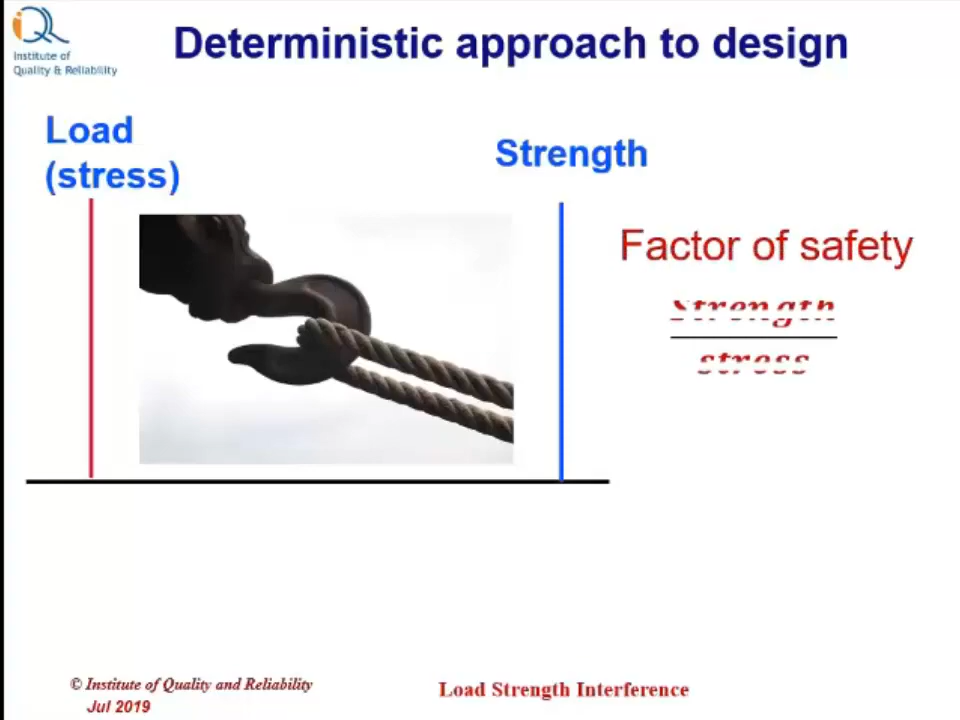 Institute of
Quality & Reliability
Deterministic approach to design
Load
(stress)
Strength
Factor of safety
Strength
stress
© Institute of Quality and Reliability
Jul 2019
Load Strength Interference